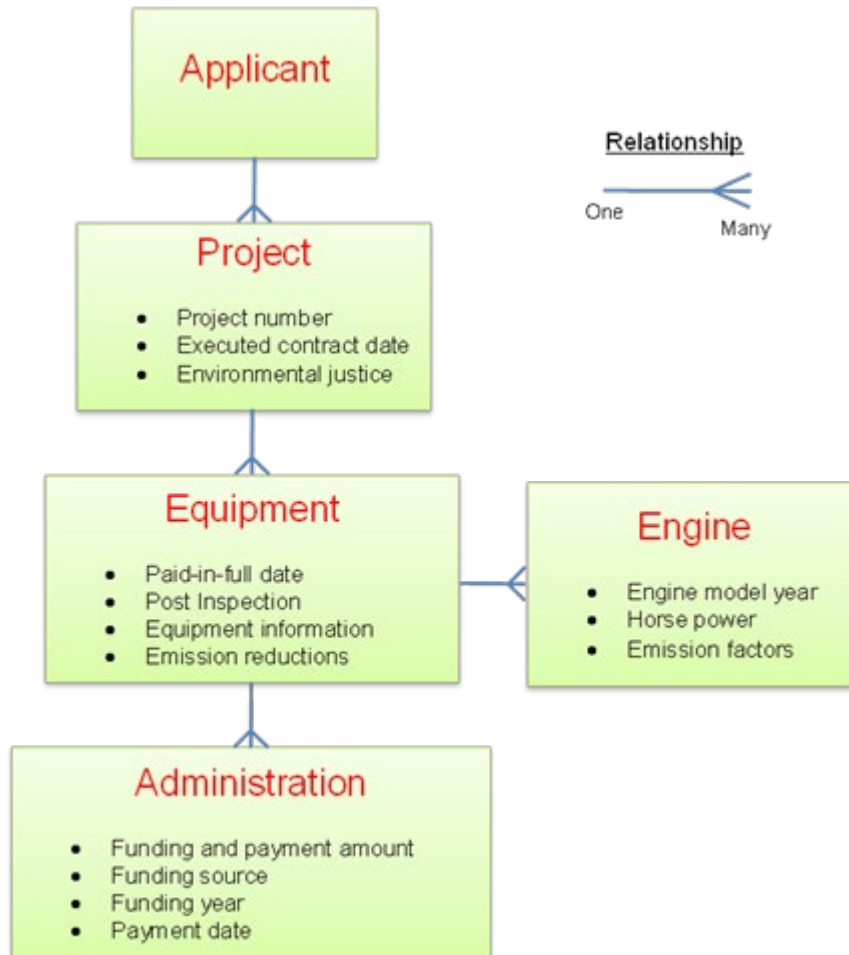 Applicant
Relationship
One
Many
Project
• Project number
• Executed contract date
• Environmental justice
Equipment
• Paid-in-full date
• Post Inspection
• Equipment information
• Emission reductions
Engine
• Engine model year
• Horse power
• Emission factors
Administration
• Funding and payment amount
• Funding source
• Funding year
• Payment date